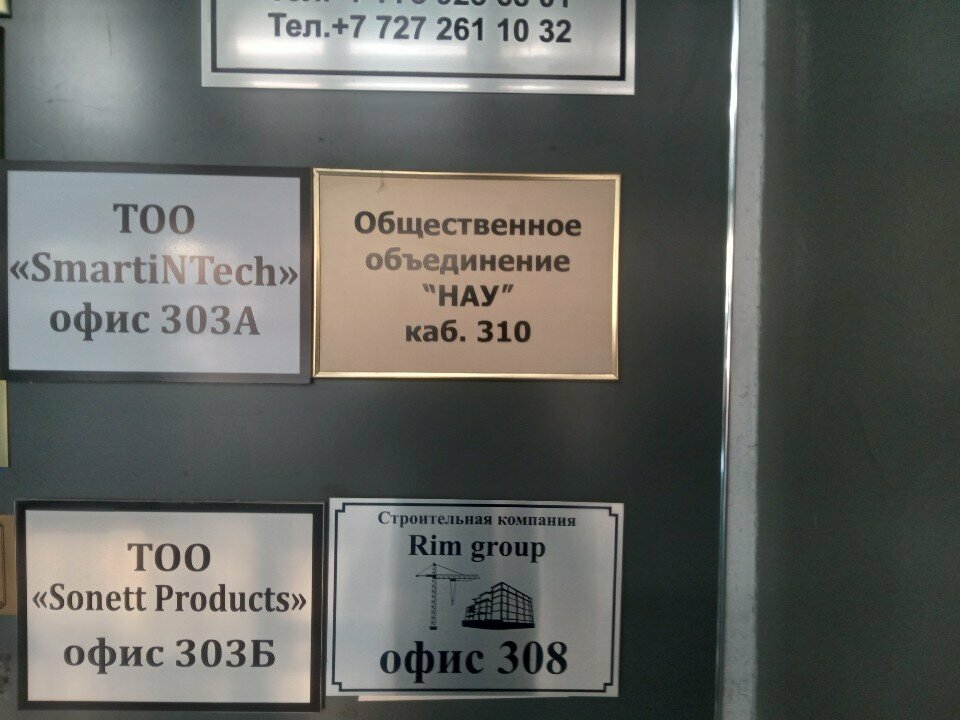 Тел.+7 727 261 10 32
ТОО
«SmartiNTech»
офис 303А
Общественное
объединение
"НАУ"
каб. 310
ТОО
«Sonett Products»
офис 303Б
Строительная компания
Rim group
офис 308